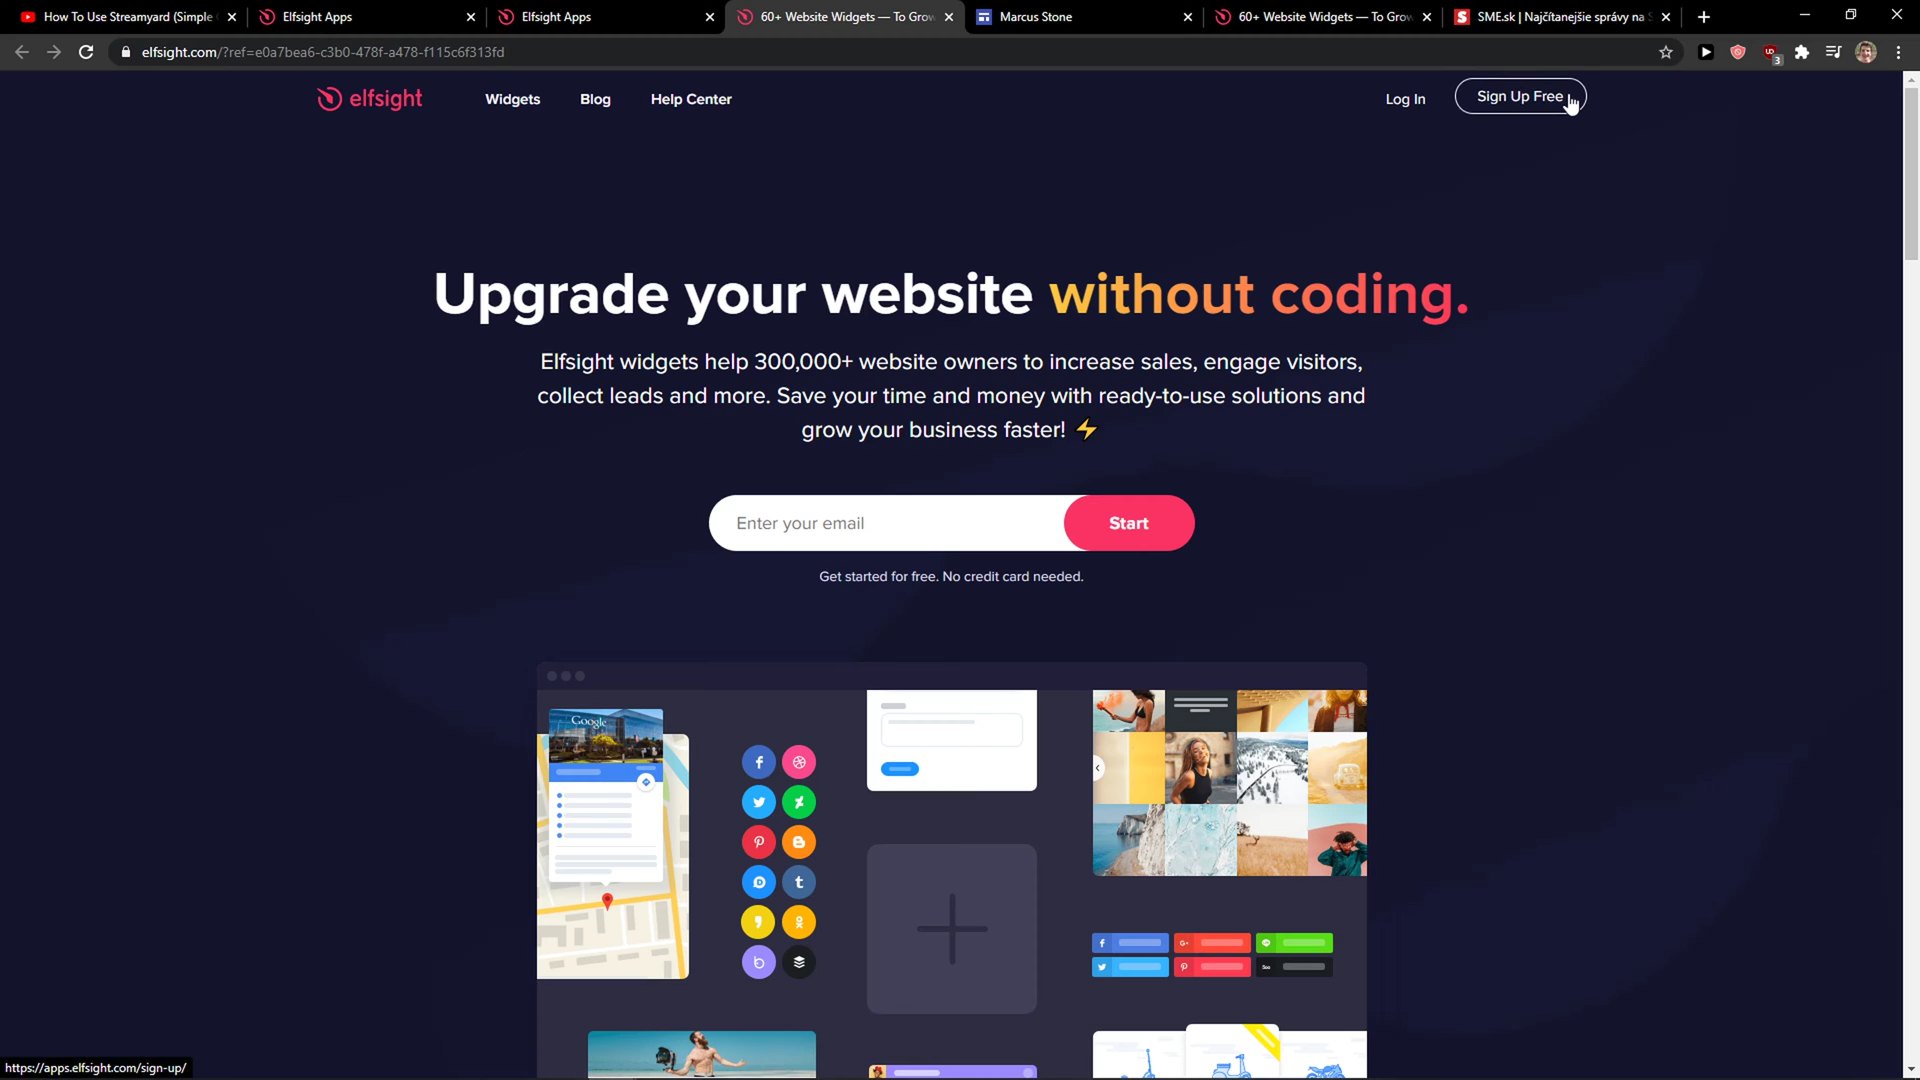 How To Use Streamyard (Simple
Elfsight Apps
Elfsight Apps
60+ Website Widgets — To Grow
Marcus Stone
60+ Website Widgets — To Grow
SME.sk | Najčítanejšie správy na S
elfsight.com/?ref=e0a7bea6-c3b0-478f-a478-f115c6f313fd
3
elfsight
Widgets
Blog
Help Center
Log In
Sign Up Free
Upgrade your website without coding.
Elfsight widgets help 300,000+ website owners to increase sales, engage visitors,
collect leads and more. Save your time and money with ready-to-use solutions and
grow your business faster! ⚡
Enter your email
Start
Get started for free. No credit card needed.
Google
https://apps.elfsight.com/sign-up/